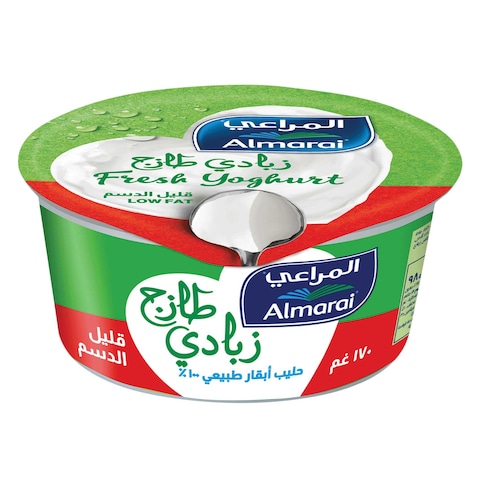 المراعي
Almarai
زبادي طازج
Fresh Yoghurt
قليل الدسم
LOW FAT
المراعي
Almarai
طازج
زبادي
قليل
الدسم
حليب أبقار طبيعي ١٠٠٪
١٧٠ غم